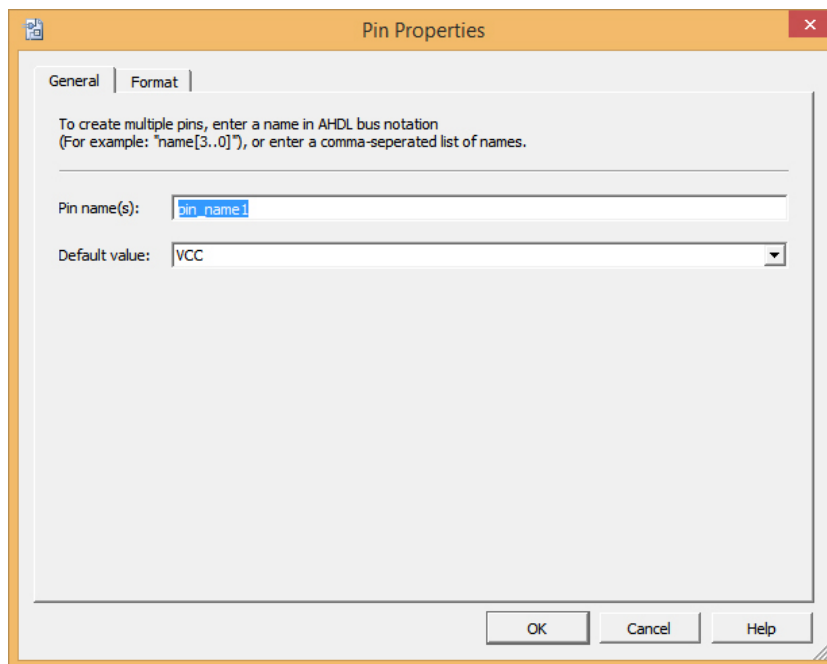 Pin Properties
General
Format
To create multiple pins, enter a name in AHDL bus notation
(For example: "name[3..0]"), or enter a comma-seperated list of names.
Pin name(s):
pin_name1
Default value:
VCC
OK
Cancel
Help